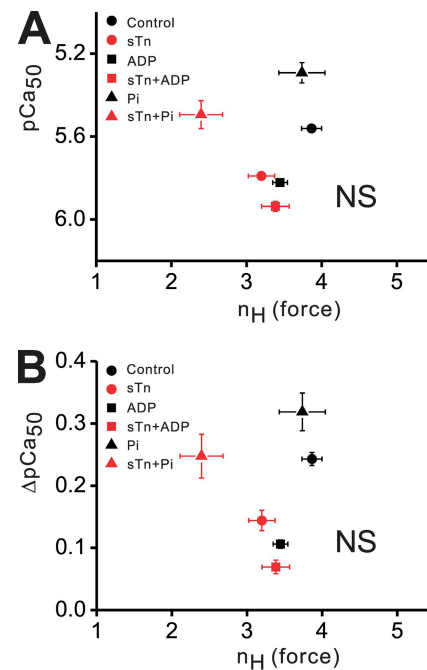 A
Control
sTn
ADP
sTn+ADP
Pi
sTn+Pi
pCa50
5.2
5.6
6.0
NS
1 2 3 4 5
nH (force)
B
Control
sTn
ADP
sTn+ADP
Pi
sTn+Pi
ΔpCa50
0.4
0.3
0.2
0.1
0.0
NS
1 2 3 4 5
nH (force)